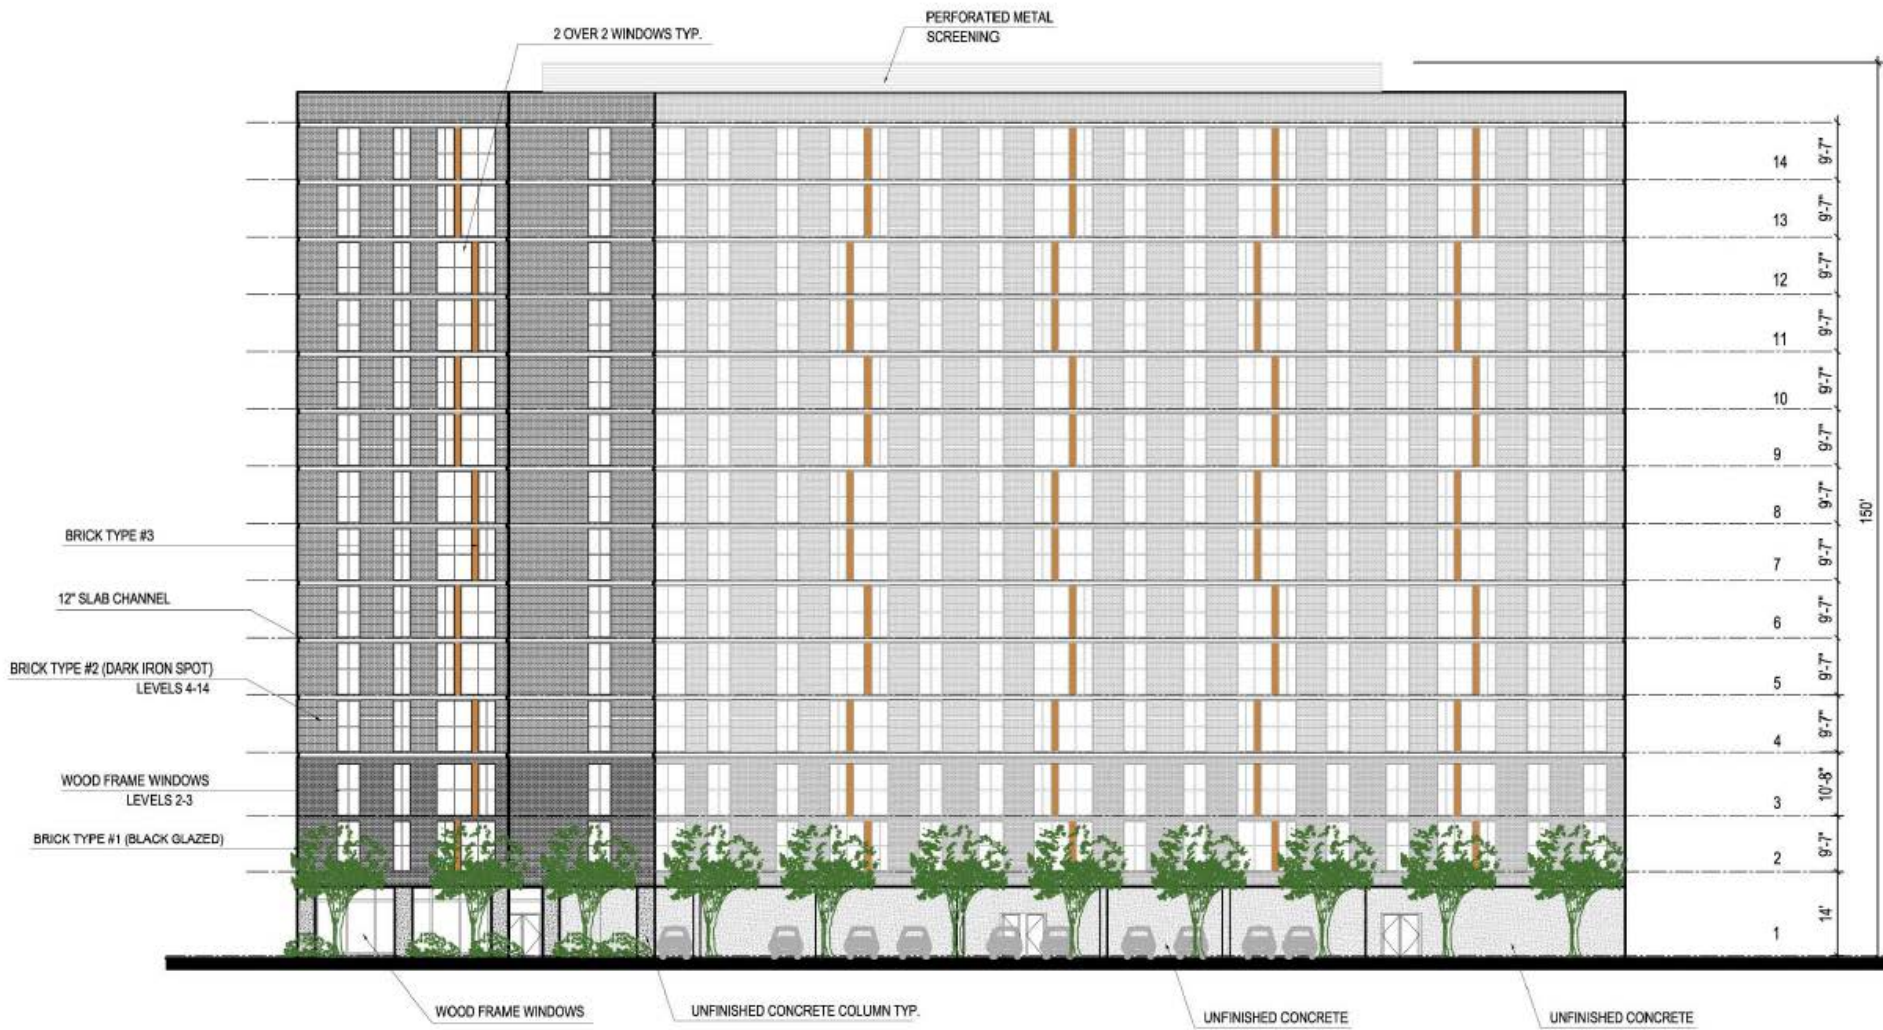 PERFORATED METAL
SCREENING
2 OVER 2 WINDOWS TYP.
14 9'-7"
13 9'-7"
12 9'-7"
11 9'-7"
10 9'-7"
9 9'-7"
8 9'-7"
150'
BRICK TYPE #3
7 9'-7"
12" SLAB CHANNEL
6 9'-7"
BRICK TYPE #2 (DARK IRON SPOT)
LEVELS 4-14
5 9'-7"
4 9'-7"
WOOD FRAME WINDOWS
LEVELS 2-3
3 10'-8"
BRICK TYPE #1 (BLACK GLAZED)
2 9'-7"
1 14'
WOOD FRAME WINDOWS
UNFINISHED CONCRETE COLUMN TYP.
UNFINISHED CONCRETE
UNFINISHED CONCRETE